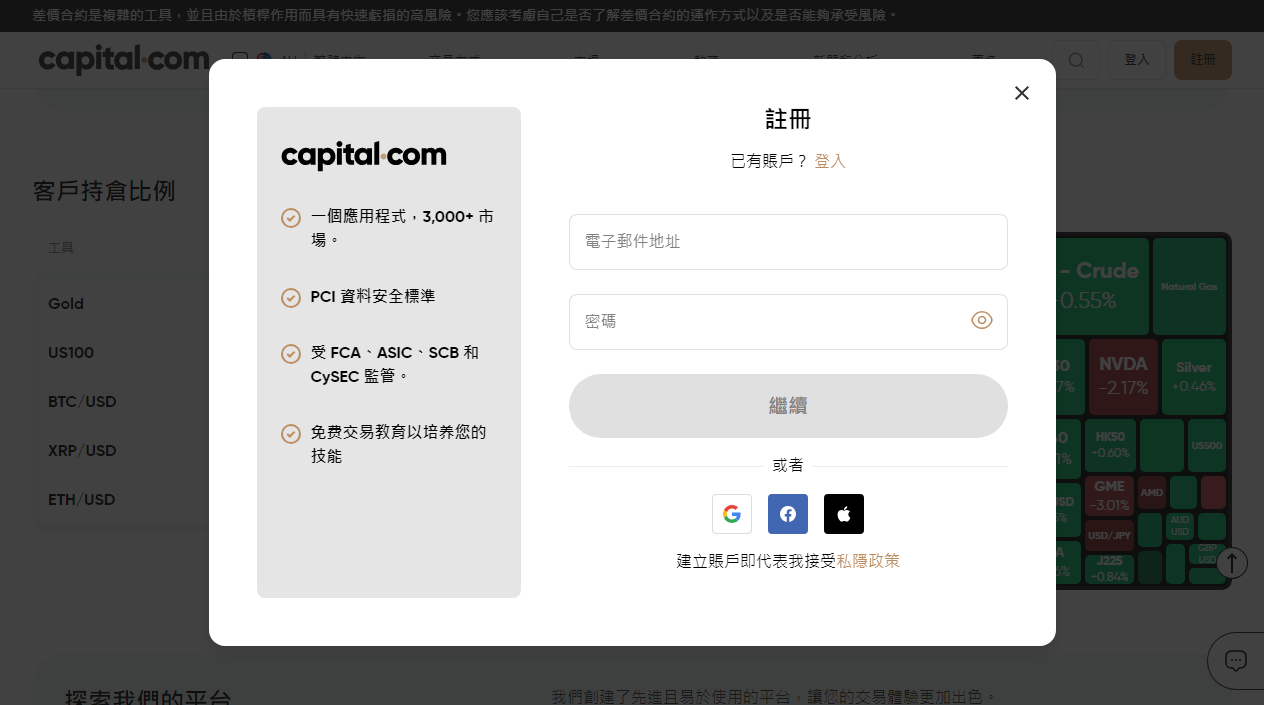 差價合約是複雜的工具，並且由於槓桿作用而具有快速虧損的高風險。您應該考慮自己是否了解差價合約的運作方式以及是否能夠承受風險。
capital.com
登入
註冊
客戶持倉比例
工具
Gold
US100
BTC/USD
XRP/USD
ETH/USD
capital.com
一個應用程式，3,000+ 市
場。
PCI 資料安全標準
受 FCA、ASIC、SCB 和
CySEC 監管。
免费交易教育以培养您的
技能
註冊
已有賬戶？ 登入
電子郵件地址
密碼
繼續
或者
建立賬戶即代表我接受私隱政策
- Crude
Natural Gas
NVDA
-2.17%
Silver
+0.46%
HK50
+0.60%
US500
GME
-3.01%
AMD
USD/JPY
AUD
USD
GBP
USD
J225
+0.84%
探索我們的平台
我們創建了先進且易於使用的平台，讓您的交易體驗更加出色。